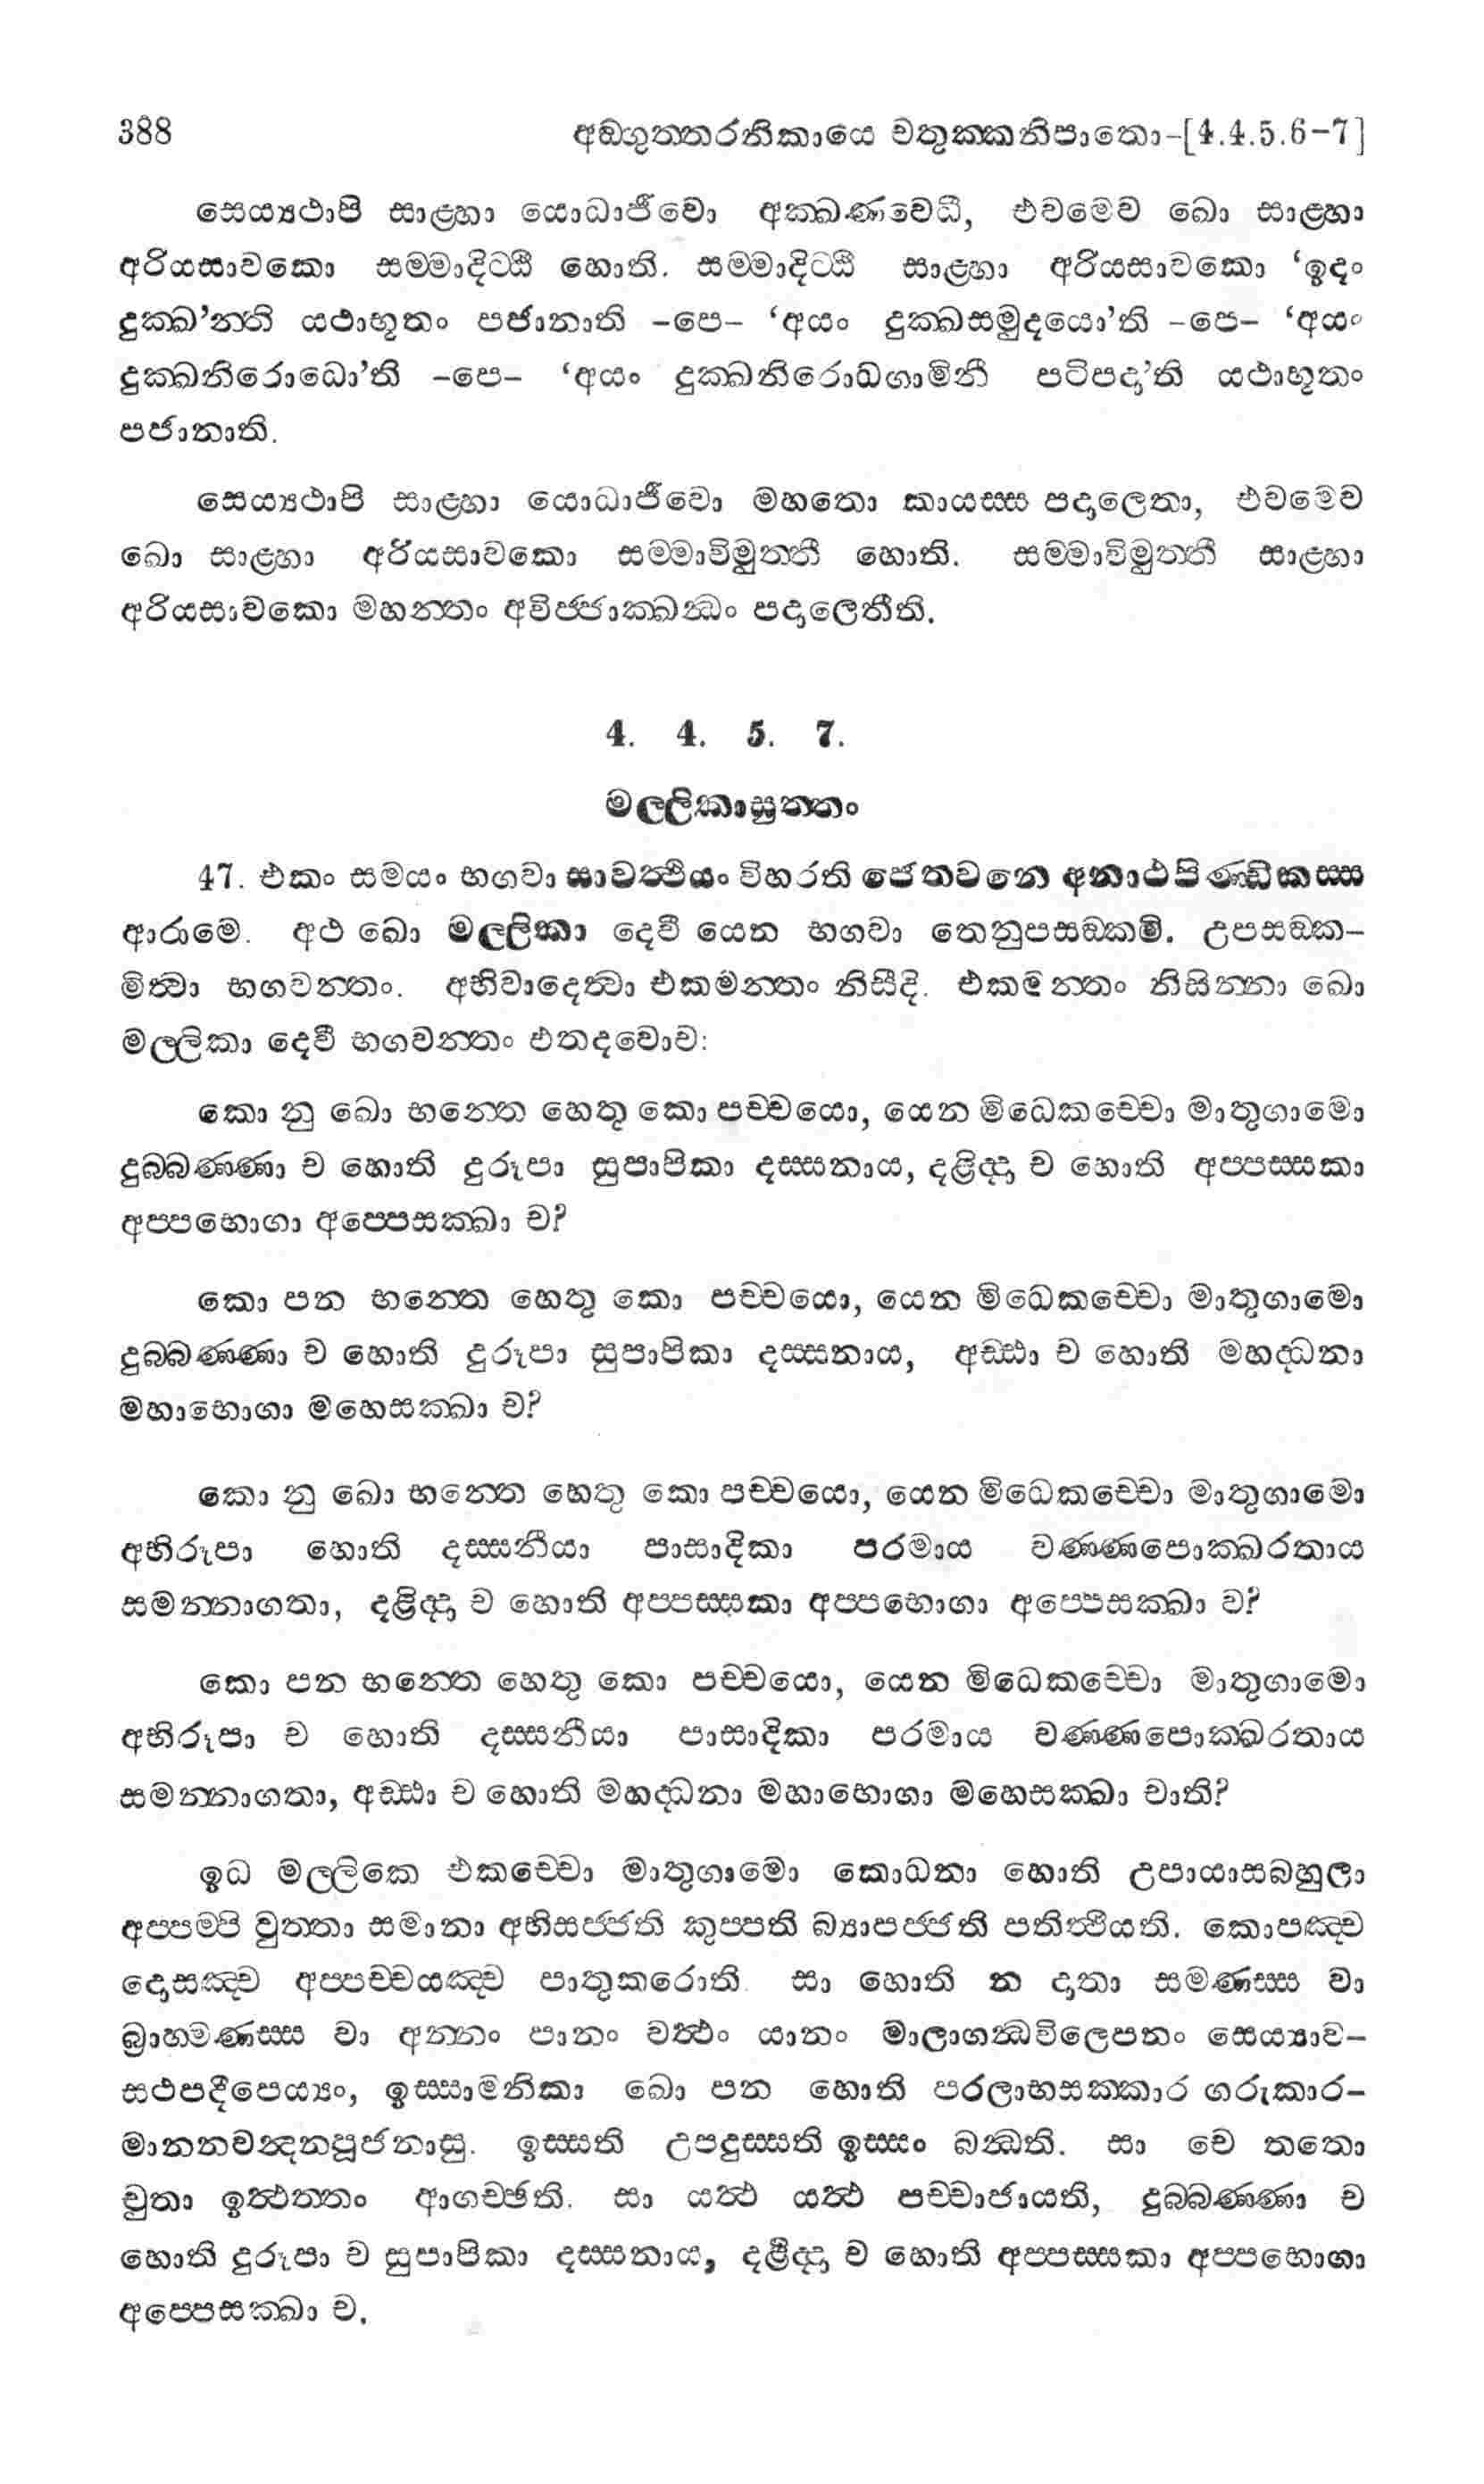 388 අඞගුත්තරනිකායෙ චතුක්කනිපාතො-[4.4.5.6-7]
සෙය්‍යථාපි සාළ්හා යොධාජීවො අක්ඛණවෙධී, එවමෙව ඛො සාළ්හා
අරියසාවකො සම්මාදිට්ඨී හොති. සම්මාදිට්ඨී සාළ්හා අරියසාවකො ‘ඉදං
දුක්ඛ’න්ති යථාභූතං පජානාති -පෙ- ‘අයං දුක්ඛසමුදයො’ති -පෙ- ‘අයං
දුක්ඛනිරොධො’ති -පෙ- ‘අයං දුක්ඛනිරොධගාමිනී පටිපදා’ති යථාභූතං
පජානාති.
සෙය්‍යථාපි සාළ්හා යොධාජීවො මහතො කායස්ස පදාලෙතා, එවමෙව
ඛො සාළ්හා අරියසාවකො සම්මාවිමුත්තී හොති. සම්මාවිමුත්තී සාළ්හා
අරියසාවකො මහන්තං අවිජ්ජාක්ඛන්ධං පදාලෙතීති.
4. 4. 5. 7.
මල්ලිකාසුත්තං
47. එකං සමයං භගවා සාවත්ථියං විහරති ජෙතවනෙ අනාථපිණ්ඩිකස්ස
ආරාමෙ. අථ ඛො මල්ලිකා දෙවී යෙන භගවා තෙනුපසඞ්කමි. උපසඞ්ක-
මිත්වා භගවන්තං. අභිවාදෙත්වා එකමන්තං නිසීදි. එකමන්තං නිසින්නා ඛො
මල්ලිකා දෙවී භගවන්තං එතදවොච:
කො නු ඛො භන්තෙ හෙතු කො පච්චයො, යෙන මිධෙකච්චො මාතුගාමො
දුබ්බණ්ණා ච හොති දුරූපා සුපාපිකා දස්සනාය, දළිද්දා ච හොති අප්පස්සකා
අප්පභොගා අප්පෙසක්ඛා ච?
කො පන භන්තෙ හෙතු කො පච්චයො, යෙන මිධෙකච්චො මාතුගාමො
දුබ්බණ්ණා ච හොති දුරූපා සුපාපිකා දස්සනාය, අඩ්ඪා ච හොති මහද්ධනා
මහාභොගා මහෙසක්ඛා ච?
කො නු ඛො භන්තෙ හෙතු කො පච්චයො, යෙන මිධෙකච්චො මාතුගාමො
අභිරූපා හොති දස්සනීයා පාසාදිකා පරමාය වණ්ණපොක්ඛරතාය
සමන්නාගතා, දළිද්දා ච හොති අප්පස්සකා අප්පභොගා අප්පෙසක්ඛා ච?
කො පන භන්තෙ හෙතු කො පච්චයො, යෙන මිධෙකච්චො මාතුගාමො
අභිරූපා ච හොති දස්සනීයා පාසාදිකා පරමාය වණ්ණපොක්ඛරතාය
සමන්නාගතා, අඩ්ඪා ච හොති මහද්ධනා මහාභොගා මහෙසක්ඛා චාති?
ඉධ මල්ලිකෙ එකච්චො මාතුගාමො කොධනා හොති උපායාසබහුලා
අප්පම්පි වුත්තා සමානා අභිසජ්ජති කුප්පති බ්‍යාපජ්ජති පතිත්ථීයති. කොපඤ්ච
දොසඤ්ච අප්පච්චයඤ්ච පාතුකරොති. සා හොති න දාතා සමණස්ස වා
බ්‍රාහමණස්ස වා අන්නං පානං වත්ථං යානං මාලාගන්ධවිලෙපනං සෙය්‍යාව-
සථපදීපෙය්‍යං, ඉස්සාමනිකා ඛො පන හොති පරලාභසක්කාර ගරුකාර-
මානනවන්දනපූජනාසු. ඉස්සති උපදුස්සති ඉස්සං බන්ධති. සා චෙ තතො
චුතා ඉත්ථත්තං ආගච්ඡති. සා යත්ථ යත්ථ පච්චාජායති, දුබ්බණ්ණා ච
හොති දුරූපා ච සුපාපිකා දස්සනාය, දළිද්දා ච හොති අප්පස්සකා අප්පභොගා
අප්පෙසක්ඛා ච.